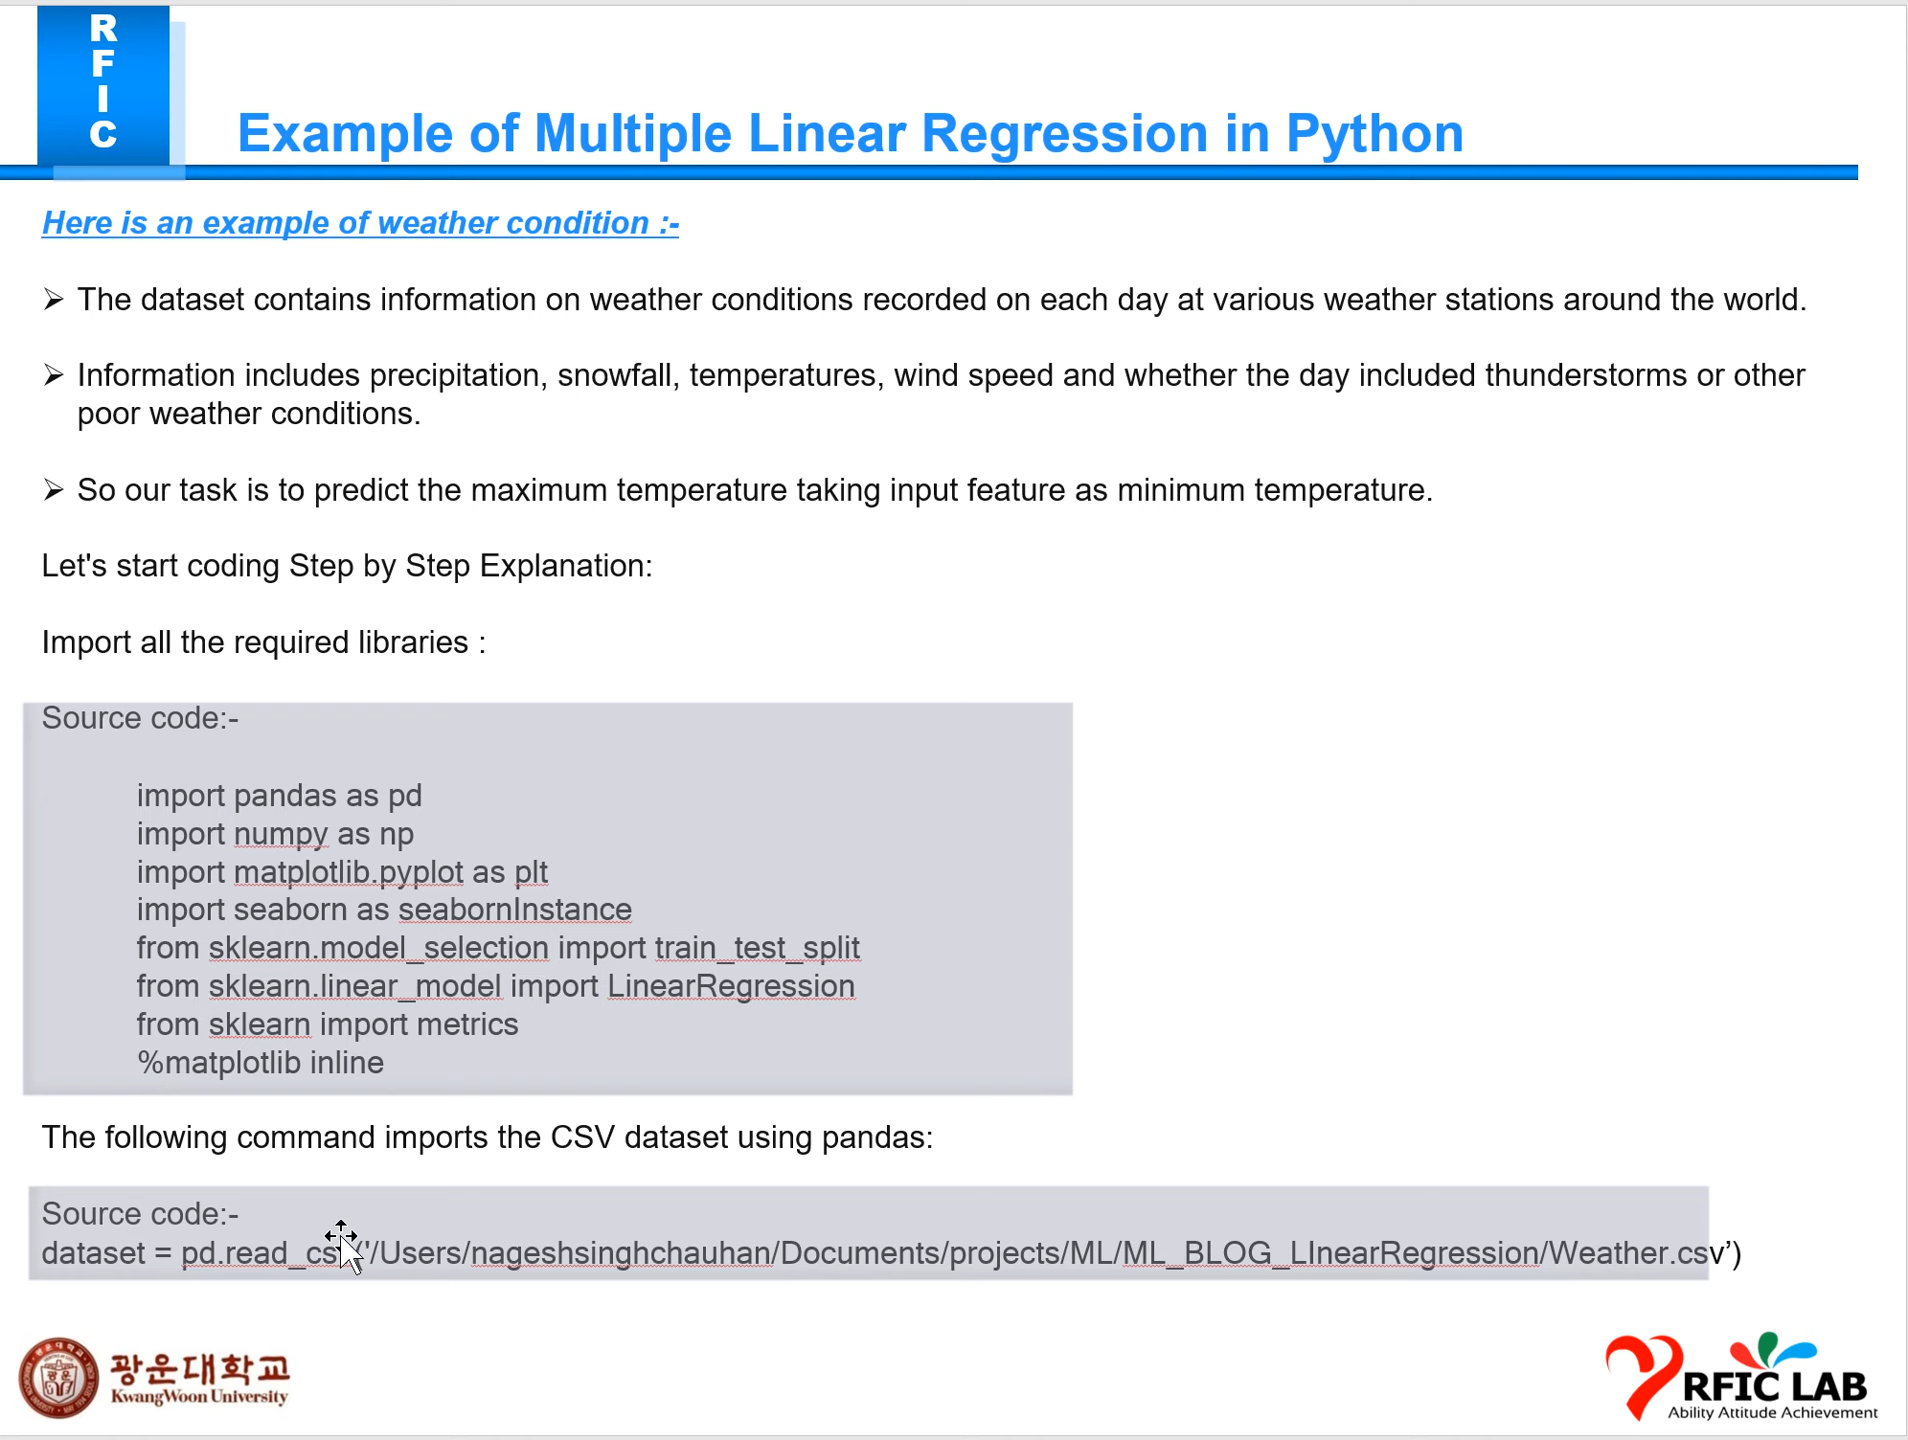 R
F
I
C
Example of Multiple Linear Regression in Python
Here is an example of weather condition :-
➢ The dataset contains information on weather conditions recorded on each day at various weather stations around the world.
➢ Information includes precipitation, snowfall, temperatures, wind speed and whether the day included thunderstorms or other
poor weather conditions.
➢ So our task is to predict the maximum temperature taking input feature as minimum temperature.
Let's start coding Step by Step Explanation:
Import all the required libraries :
Source code:-
import pandas as pd
import numpy as np
import matplotlib.pyplot as plt
import seaborn as seabornInstance
from sklearn.model_selection import train_test_split
from sklearn.linear_model import LinearRegression
from sklearn import metrics
%matplotlib inline
The following command imports the CSV dataset using pandas:
Source code:-
dataset = pd.read_csv('/Users/nageshsinghchauhan/Documents/projects/ML/ML_BLOG_LInearRegression/Weather.csv’)
광운대학교
KwangWoon University
RFIC LAB
Ability Attitude Achievement